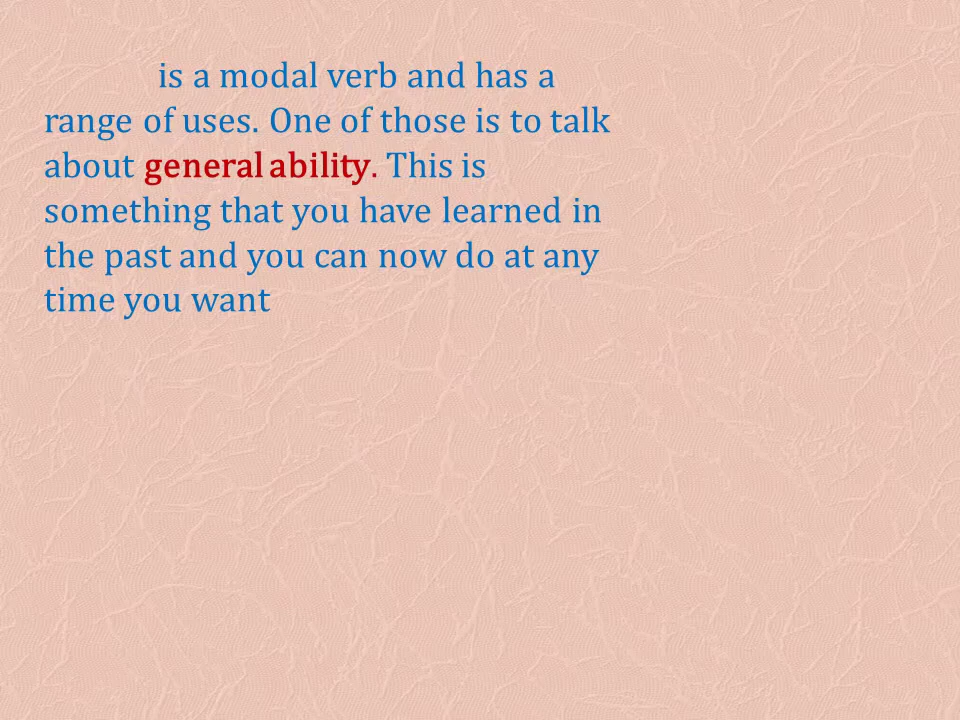 is a modal verb and has a
range of uses. One of those is to talk
about general ability. This is
something that you have learned in
the past and you can now do at any
time you want